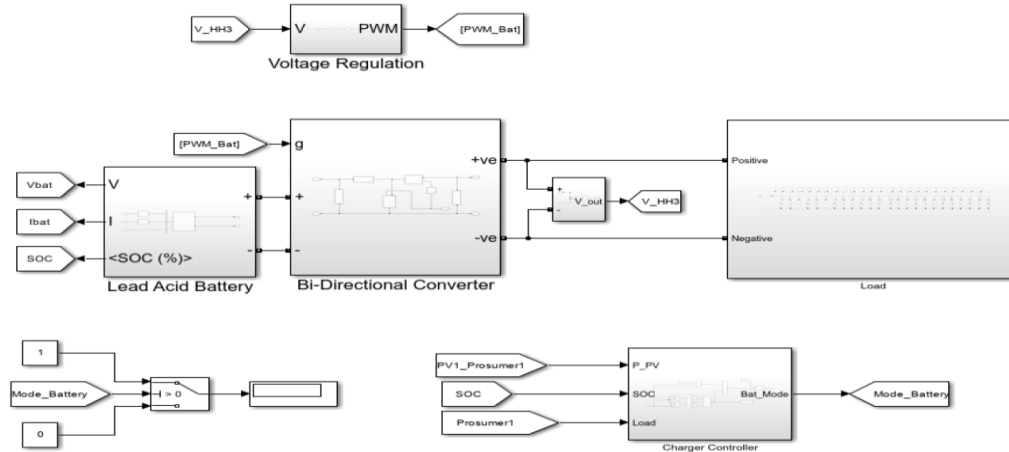 V_HH3
V
PWM
[PWM_Bat]
Voltage Regulation
[PWM_Bat]
g
+
-
+ve
-ve
Bi-Directional Converter
Vbat
Ibat
SOC
V
I
<SOC (%)>
+
-
Lead Acid Battery
+
-
V_out
V_HH3
Positive
Negative
Load
1
Mode_Battery
0
> 0
PV1_Prosumer1
SOC
Prosumer1
P_PV
SOC
Load
Bat_Mode
Charger Controller
Mode_Battery